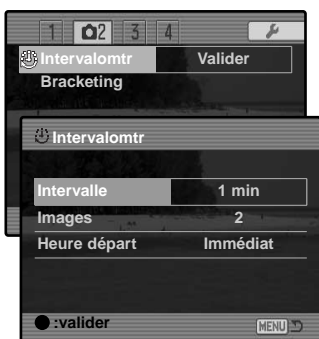 1 2 3 4
Intervalomtr Valider
Bracketing
Intervalomtr
Intervalle 1 min
Images 2
Heure départ Immédiat
:valider MENU